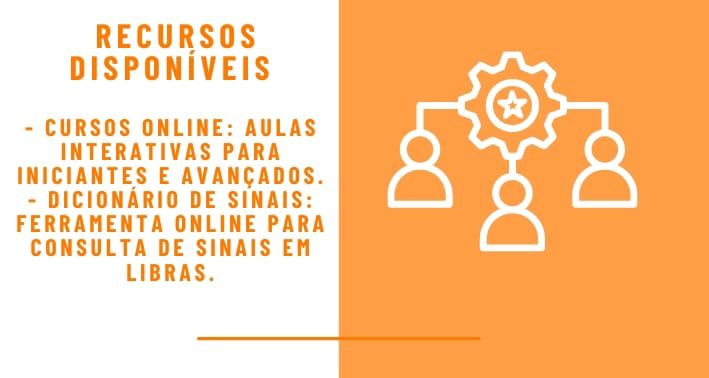 RECURSOS
DISPONÍVEIS
- CURSOS ONLINE: AULAS
INTERATIVAS PARA
INICIANTES E AVANÇADOS.
- DICIONÁRIO DE SINAIS:
FERRAMENTA ONLINE PARA
CONSULTA DE SINAIS EM
LIBRAS.